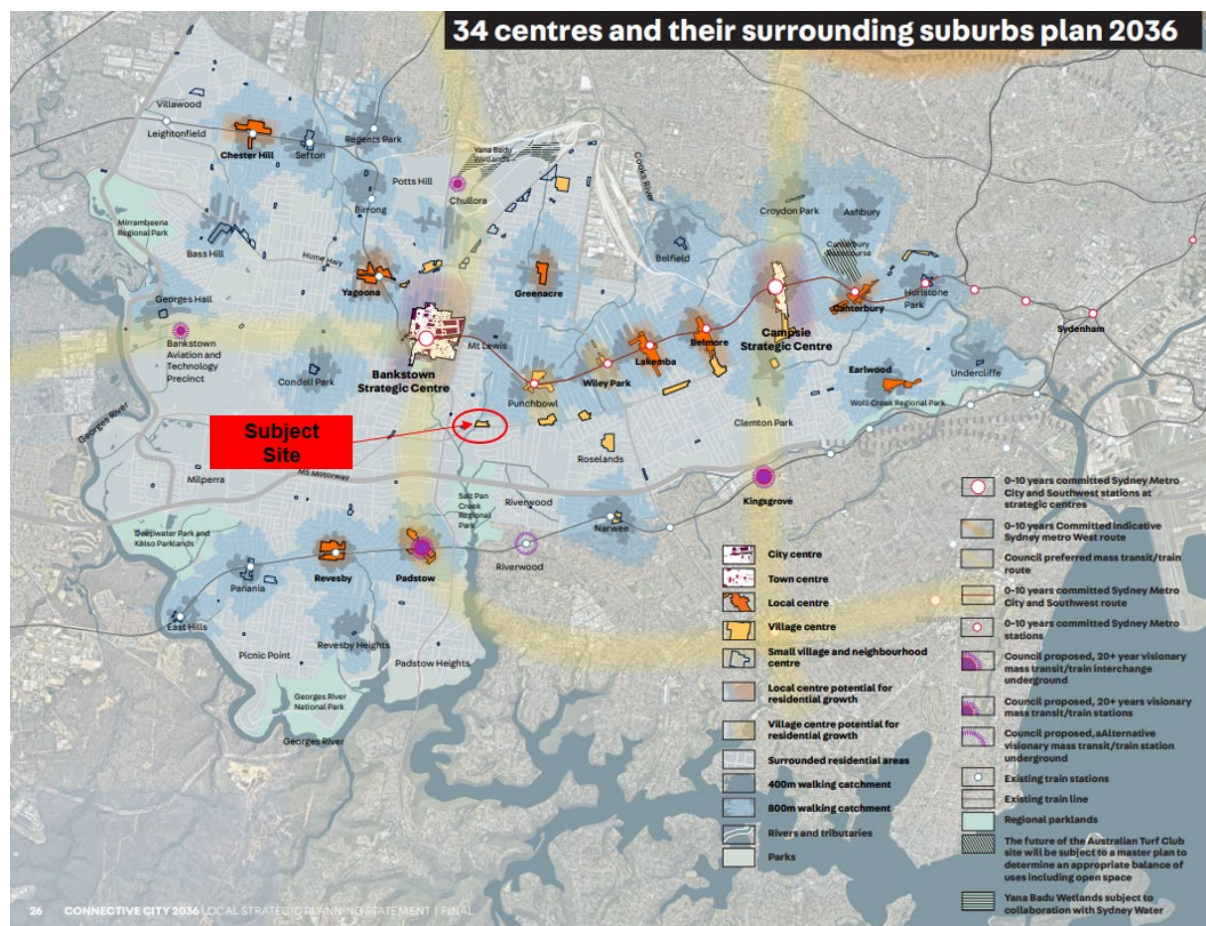 34 centres and their surrounding suburbs plan 2036
Villawood
Leightonfield
Chester Hill
Sefton
Regents Park
Yana Badu
Wetlands
Potts Hill
Chullora
Birrong
Cooks River
Croydon Park
Ashbury
Mirrambeena
Regional Park
Bass Hill
Hume Hwy
Belfield
Canterbury
Racecourse
Yagoona
Greenacre
Georges Hall
Hurlstone
Park
Canterbury
Campsie
Strategic Centre
Sydenham
Bankstown
Aviation and
Technology
Precinct
Mt Lewis
Belmore
Lakemba
Bankstown
Strategic Centre
Condell Park
Wiley Park
Earlwood
Undercliffe
Punchbowl
Wolli Creek Regional Park
Georges River
Clemton Park
Subject
Site
Roselands
M5 Motorway
Milperra
Salt Pan
Creek
Regional
Park
Riverwood
Kingsgrove
Narwee
Deepwater Park and
Kelso Parklands
Riverwood
Revesby
Padstow
Panania
East Hills
Revesby Heights
Picnic Point
Padstow Heights
Georges River
National Park
Georges River
City centre
Town centre
Local centre
Village centre
Small village and neighbourhood
centre
Local centre potential for
residential growth
Village centre potential for
residential growth
Surrounded residential areas
400m walking catchment
800m walking catchment
Rivers and tributaries
Parks
0-10 years committed Sydney Metro
City and Southwest stations at
strategic centres
0-10 years Committed indicative
Sydney metro West route
Council preferred mass transit/train
route
0-10 years committed Sydney Metro
City and Southwest route
0-10 years committed Sydney Metro
stations
Council proposed, 20+ year visionary
mass transit/train interchange
underground
Council proposed, 20+ years visionary
mass transit/train stations
Council proposed,aAlternative
visionary mass transit/train station
underground
Existing train stations
Existing train line
Regional parklands
The future of the Australian Turf Club
site will be subject to a master plan to
determine an appropriate balance of
uses including open space
Yana Badu Wetlands subject to
collaboration with Sydney Water
26 CONNECTIVE CITY 2036 LOCAL STRATEGIC PLANNING STATEMENT | FINAL